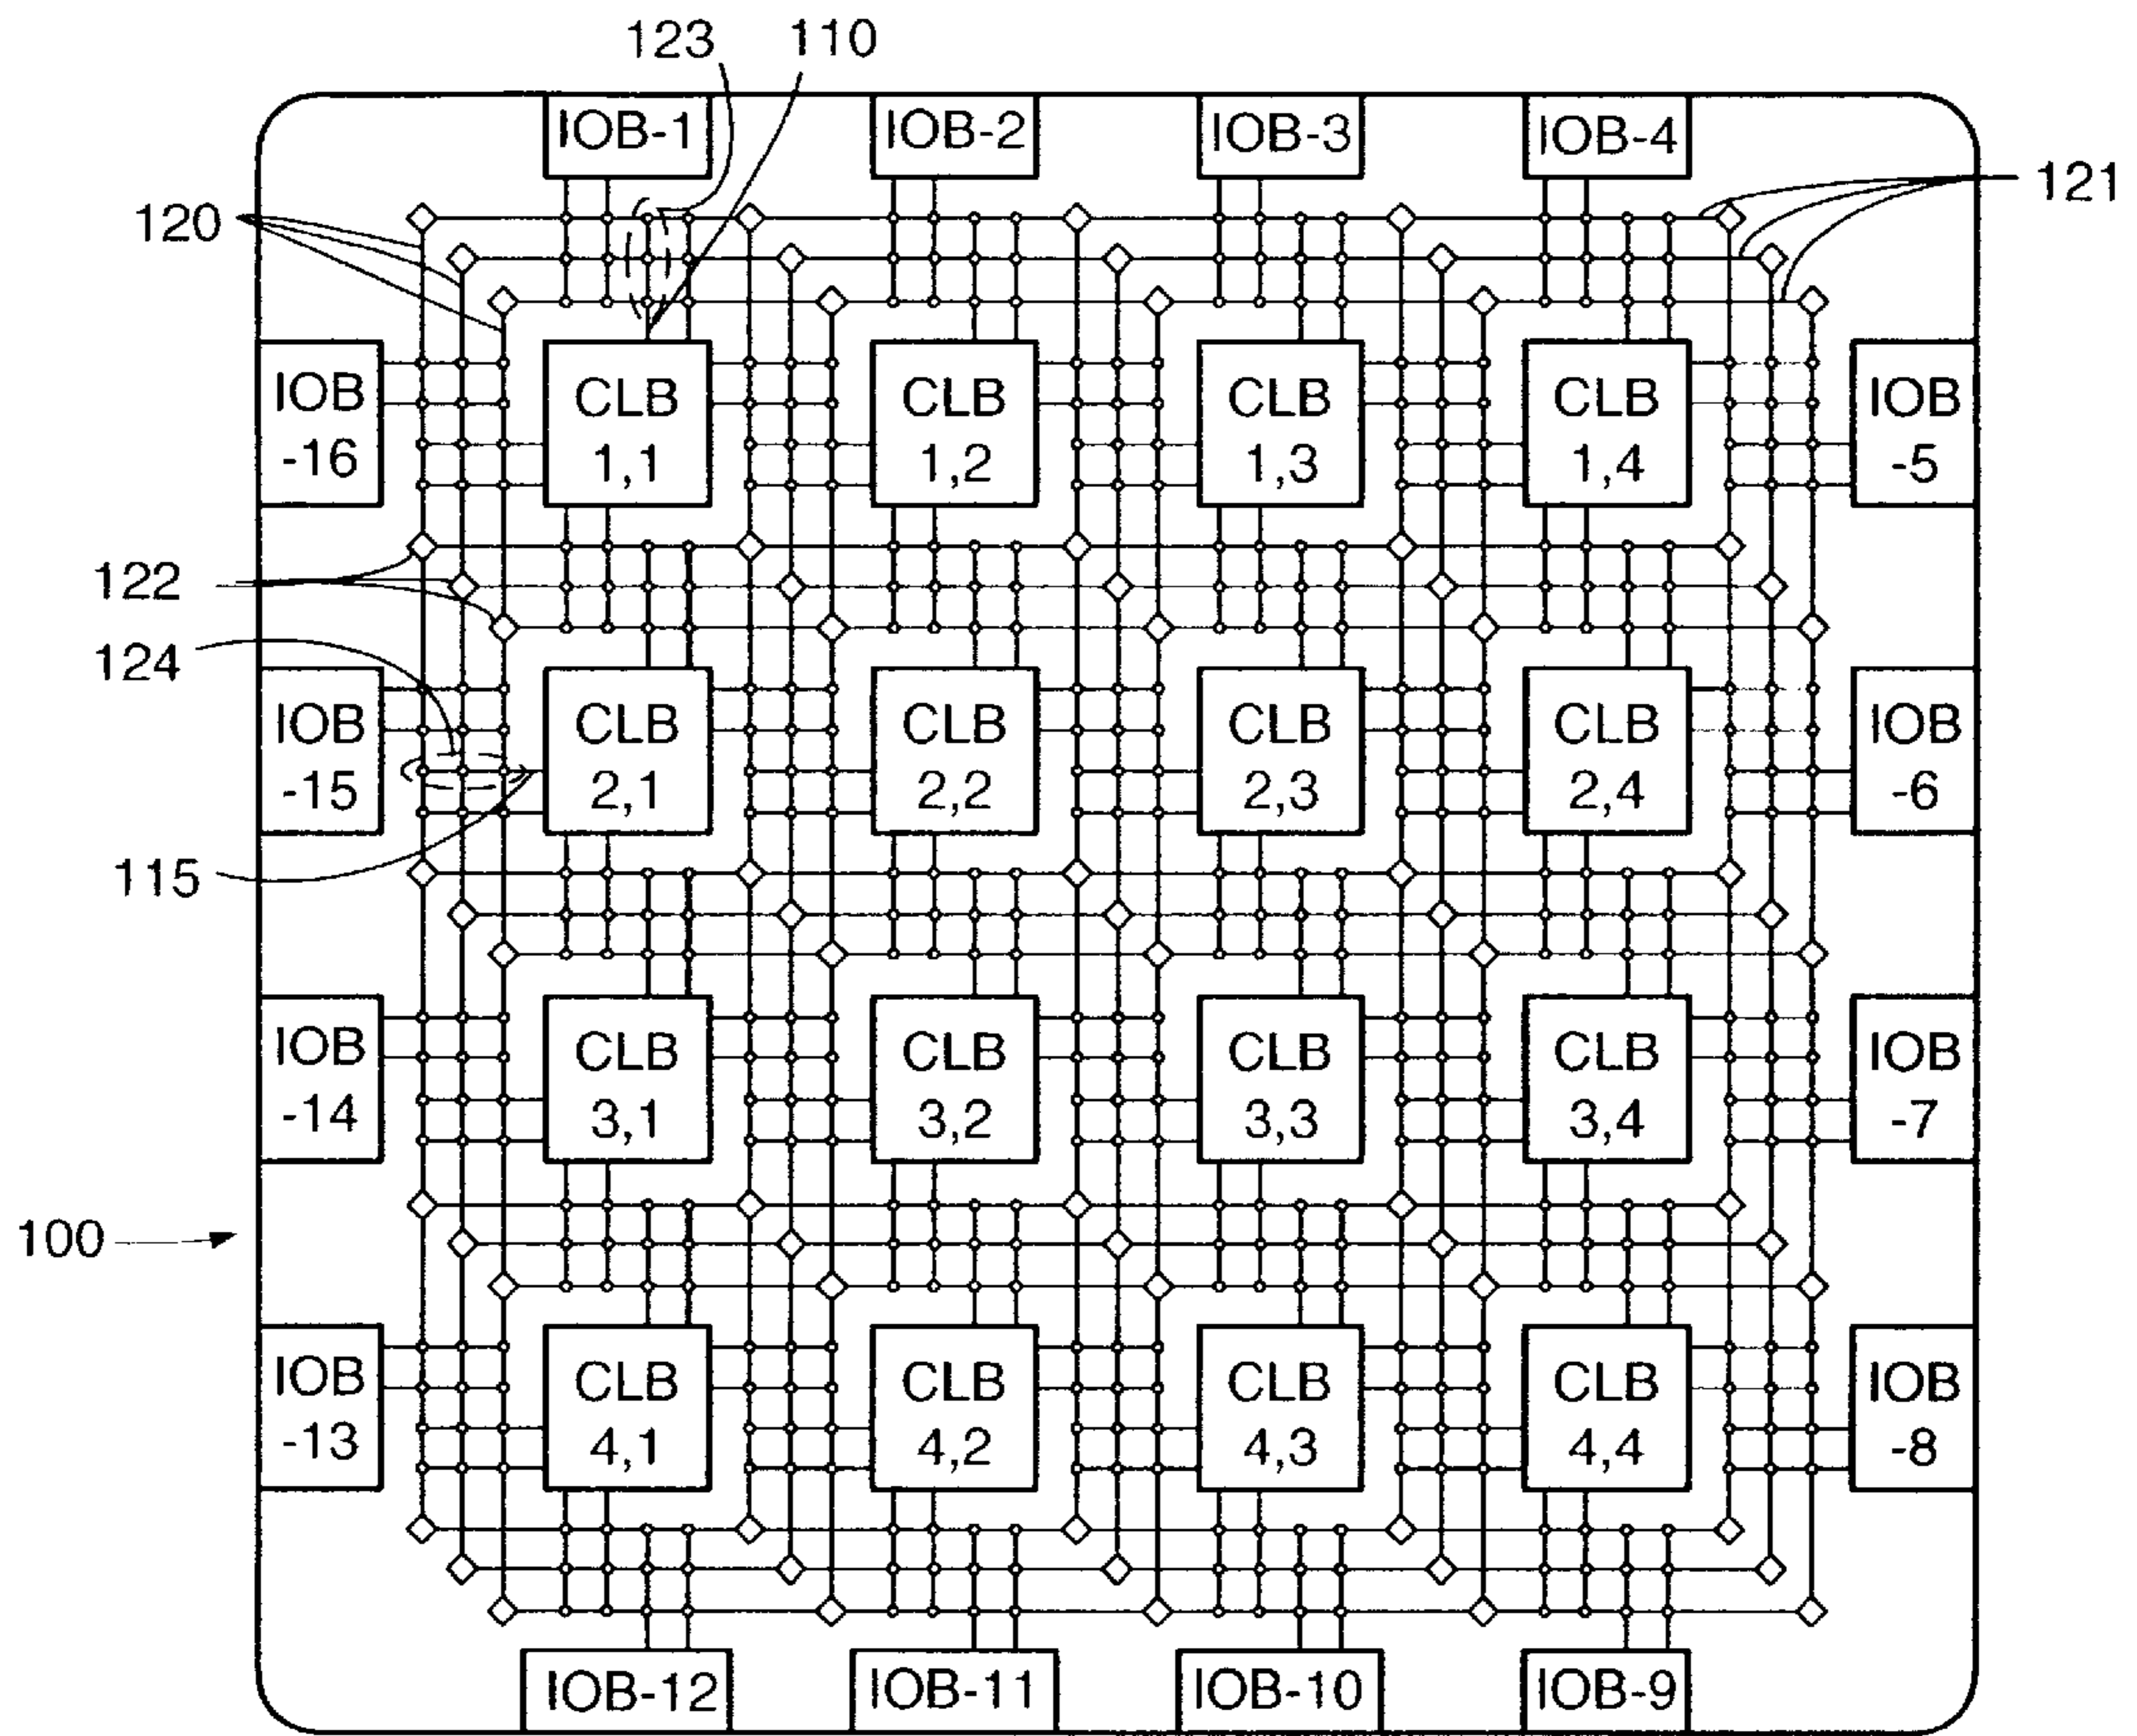 123 110
IOB-1 IOB-2 IOB-3 IOB-4
121
120
IOB
-16
CLB
1,1
CLB
1,2
CLB
1,3
CLB
1,4
IOB
-5
122
124
IOB
-15
CLB
2,1
CLB
2,2
CLB
2,3
CLB
2,4
IOB
-6
115
IOB
-14
CLB
3,1
CLB
3,2
CLB
3,3
CLB
3,4
IOB
-7
100
IOB
-13
CLB
4,1
CLB
4,2
CLB
4,3
CLB
4,4
IOB
-8
IOB-12 IOB-11 IOB-10 IOB-9